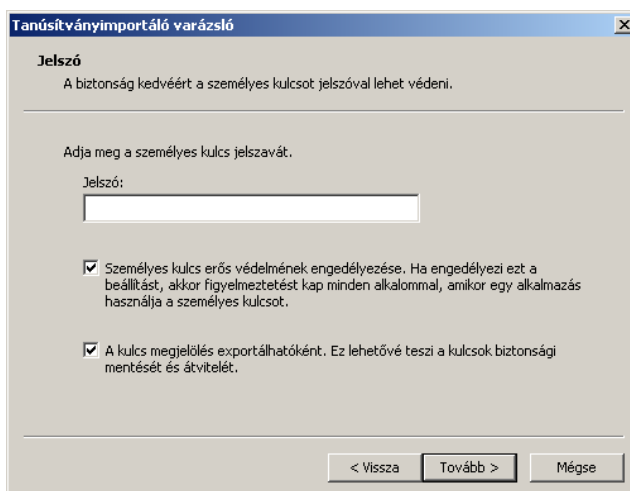 Tanúsítványimportáló varázsló
Jelszó
A biztonság kedvéért a személyes kulcsot jelszóval lehet védeni.
Adja meg a személyes kulcs jelszavát.
Jelszó:
Személyes kulcs erős védelmének engedélyezése. Ha engedélyezi ezt a
beállítást, akkor figyelmeztetést kap minden alkalommal, amikor egy alkalmazás
használja a személyes kulcsot.
A kulcs megjelölés exportálhatóként. Ez lehetővé teszi a kulcsok biztonsági
mentését és átvitelét.
< Vissza Tovább > Mégse